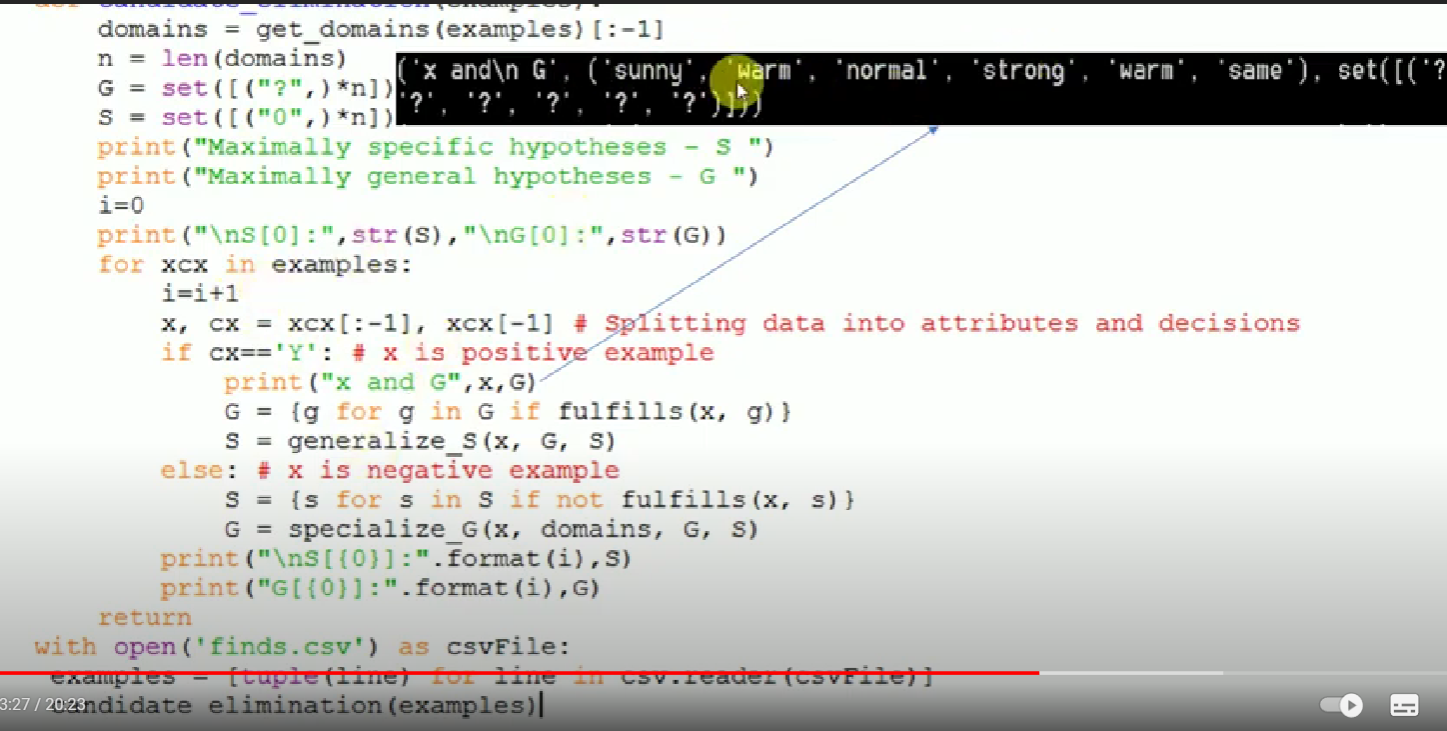 def candidate_elimination(examples):
domains = get_domains(examples)[:-1]
n = len(domains)
G = set([("?",)*n])
S = set([("0",)*n])
('x and\n G', ('sunny', 'warm', 'normal', 'strong', 'warm', 'same'), set([('?
'?', '?', '?', '?', '?')]))
print("Maximally specific hypotheses - S ")
print("Maximally general hypotheses - G ")
i=0
print("\nS[0]:",str(S),"\nG[0]:",str(G))
for xcx in examples:
i=i+1
x, cx = xcx[:-1], xcx[-1] # Splitting data into attributes and decisions
if cx=='Y': # x is positive example
print("x and G",x,G)
G = {g for g in G if fulfills(x, g)}
S = generalize_S(x, G, S)
else: # x is negative example
S = {s for s in S if not fulfills(x, s)}
G = specialize_G(x, domains, G, S)
print("\nS[{0}]:".format(i),S)
print("G[{0}]:".format(i),G)
return
with open('finds.csv') as csvFile:
examples = [tuple(line) for line in csv.reader(csvFile)]
3:27 / 20:23
candidate elimination(examples)